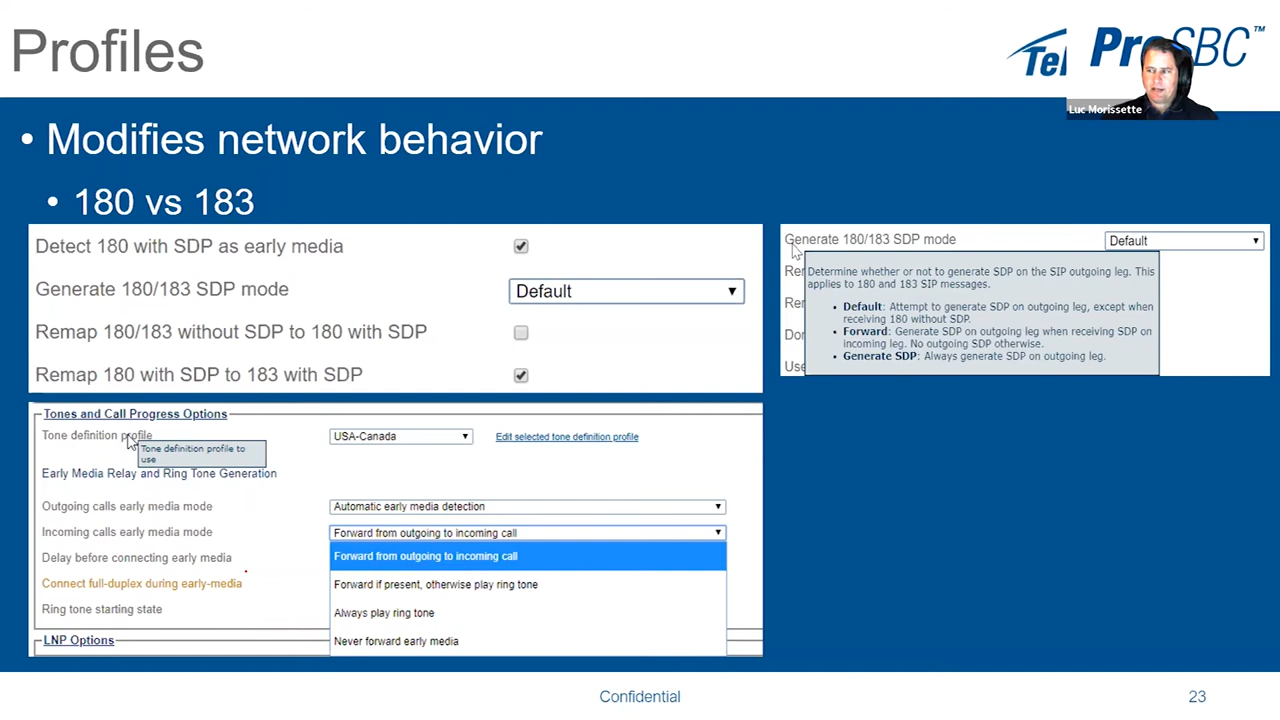 Profiles
Tel
ProSBC™
Luc Morissette
• Modifies network behavior
• 180 vs 183
Detect 180 with SDP as early media
Generate 180/183 SDP mode
Default
Remap 180/183 without SDP to 180 with SDP
Remap 180 with SDP to 183 with SDP
Generate 180/183 SDP mode
Default
Determine whether or not to generate SDP on the SIP outgoing leg. This
applies to 180 and 183 SIP messages.
• Default: Attempt to generate SDP on outgoing leg, except when
receiving 180 without SDP.
• Forward: Generate SDP on outgoing leg when receiving SDP on
incoming leg. No outgoing SDP otherwise.
• Generate SDP: Always generate SDP on outgoing leg.
Tones and Call Progress Options
Tone definition profile
USA-Canada
Edit selected tone definition profile
Tone definition profile to
use
Early Media Relay and Ring Tone Generation
Outgoing calls early media mode
Automatic early media detection
Incoming calls early media mode
Forward from outgoing to incoming call
Delay before connecting early media
Forward from outgoing to incoming call
Connect full-duplex during early-media
Forward if present, otherwise play ring tone
Ring tone starting state
Always play ring tone
LNP Options
Never forward early media
Confidential
23